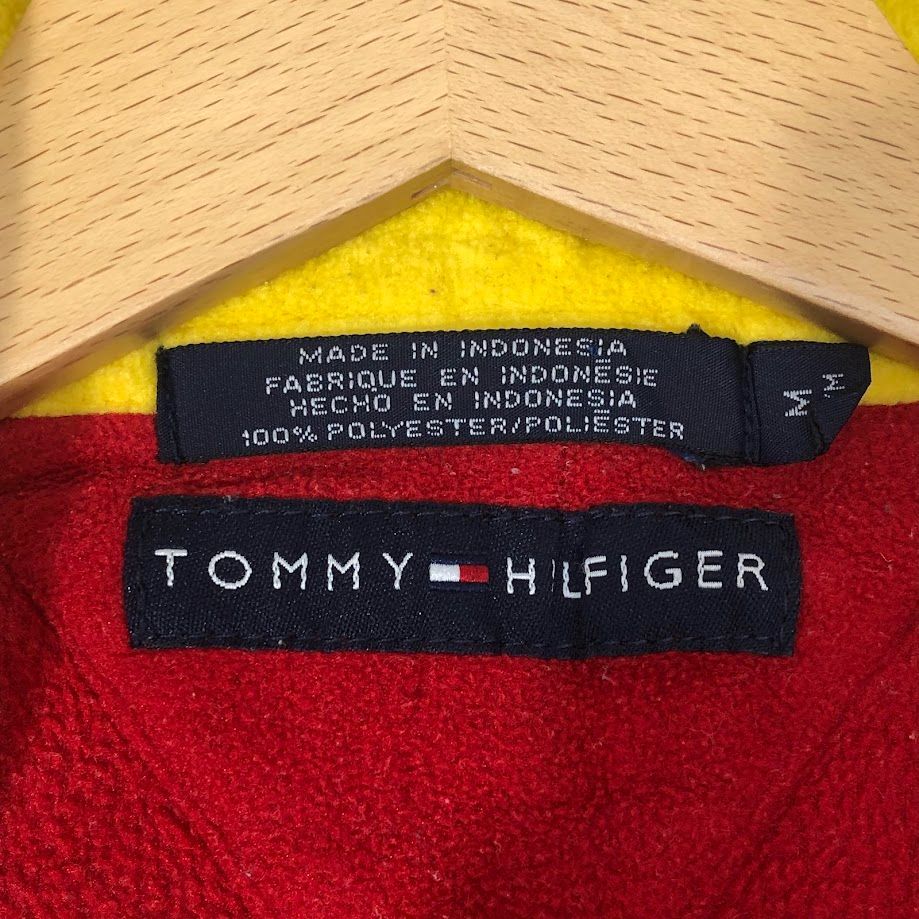 MADE IN INDONESIA
FABRIQUE EN INDONÉSIE
HECHO EN INDONESIA
100% POLYESTER/POLIÉSTER
M
M
TOMMY HILFIGER